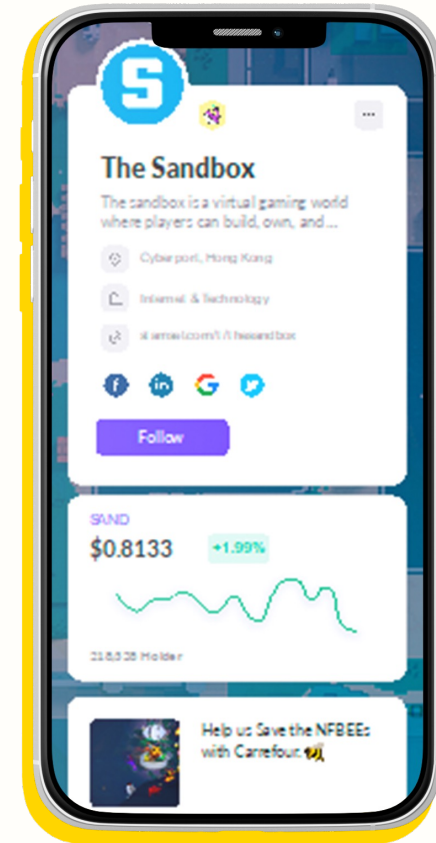 S
The Sandbox
The sandbox is a virtual gaming world
where players can build, own, and ...
Cyberport, Hong Kong
Internet & Technology
Follow
SAND
$0.8133 +1.99%
Holder
Help us Save the NFBEEs
with Carrefour.